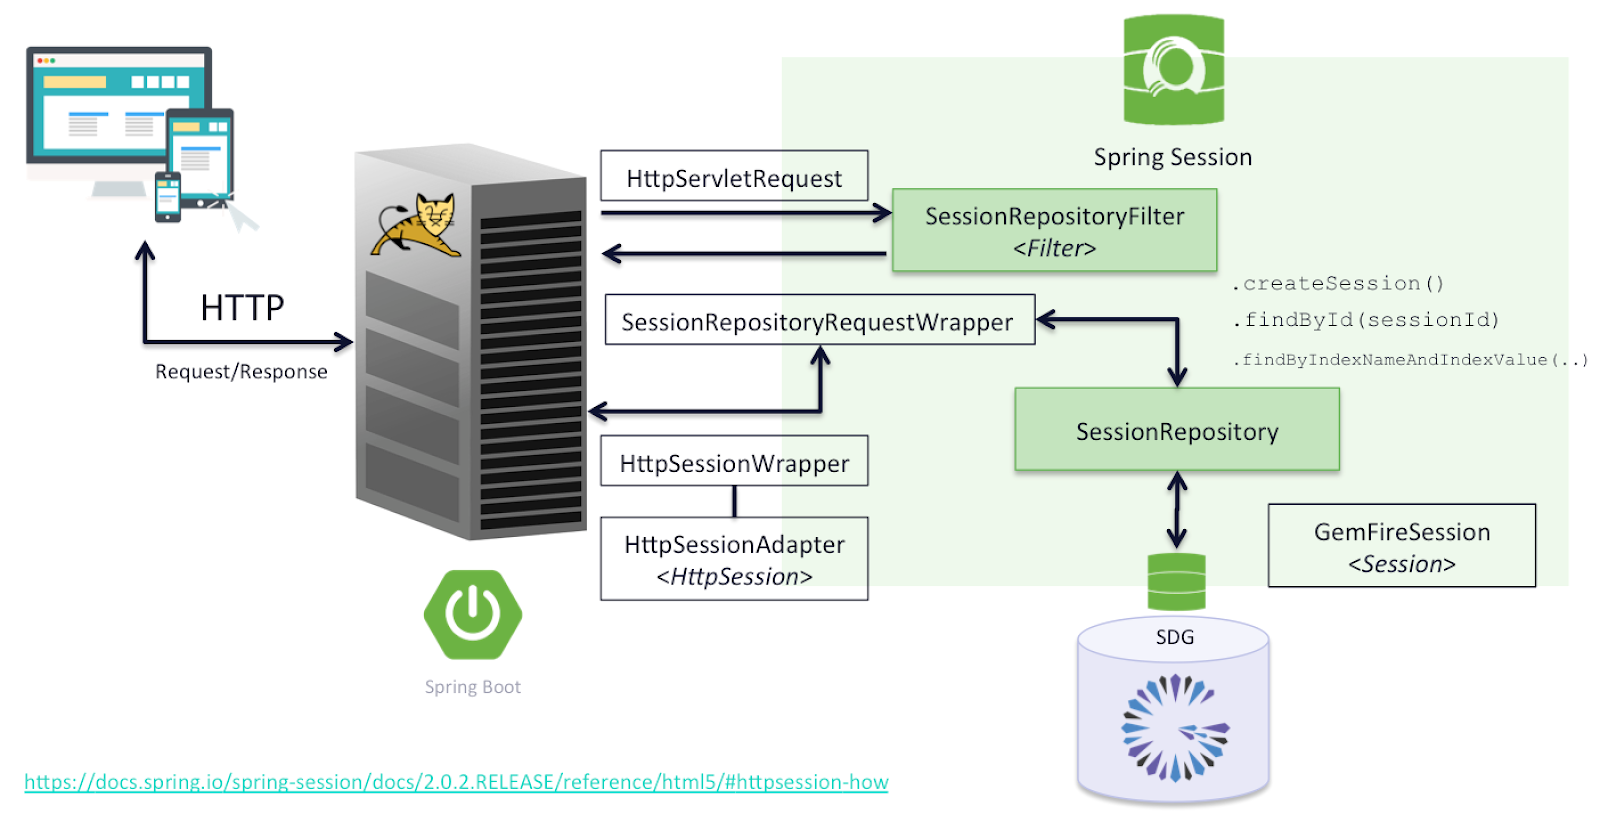 Spring Session
HttpServletRequest
SessionRepositoryFilter
<Filter>
.createSession()
HTTP
SessionRepositoryRequestWrapper
.findById(sessionId)
.findByIndexNameAndIndexValue(..)
Request/Response
SessionRepository
HttpSessionWrapper
HttpSessionAdapter
<HttpSession>
GemFireSession
<Session>
SDG
Spring Boot
https://docs.spring.io/spring-session/docs/2.0.2.RELEASE/reference/html5/#httpsession-how